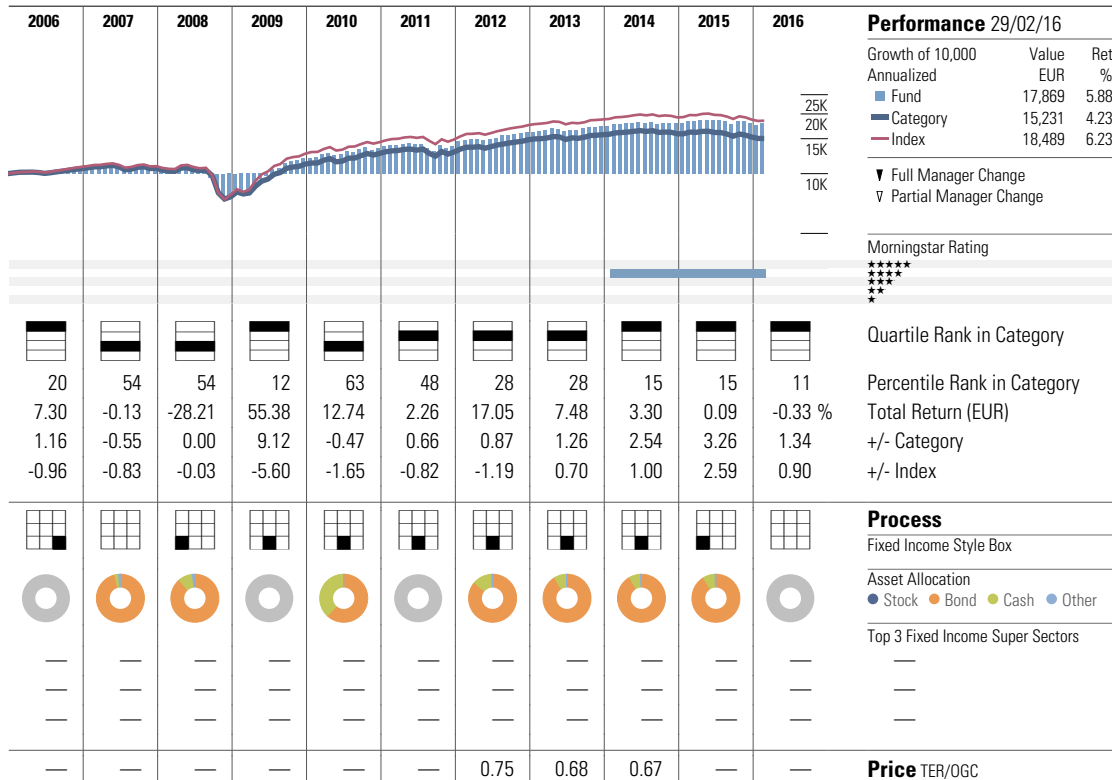 2006 2007 2008 2009 2010 2011 2012 2013 2014 2015 2016
Performance 29/02/16
Growth of 10,000 Value Ret
Annualized EUR %
Fund 17,869 5.88
Category 15,231 4.23
Index 18,489 6.23
25K
20K
15K
10K
Full Manager Change
Partial Manager Change
Morningstar Rating
★★★★★
★★★★
★★★
★★
★
Quartile Rank in Category
20 54 54 12 63 48 28 28 15 15 11 Percentile Rank in Category
7.30 -0.13 -28.21 55.38 12.74 2.26 17.05 7.48 3.30 0.09 -0.33 % Total Return (EUR)
1.16 -0.55 0.00 9.12 -0.47 0.66 0.87 1.26 2.54 3.26 1.34 +/- Category
-0.96 -0.83 -0.03 -5.60 -1.65 -0.82 -1.19 0.70 1.00 2.59 0.90 +/- Index
Process
Fixed Income Style Box
Asset Allocation
Stock Bond Cash Other
Top 3 Fixed Income Super Sectors
— — — — — — — — — — — —
— — — — — — — — — — — —
— — — — — — — — — — — —
— — — — — — 0.75 0.68 0.67 — — Price TER/OGC